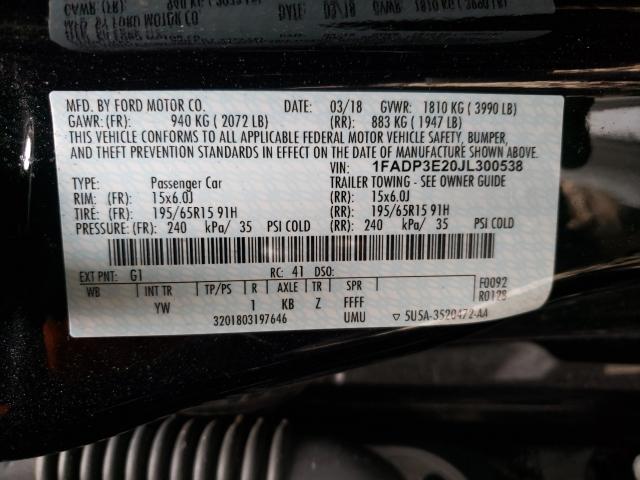 MFD. BY FORD MOTOR CO. DATE: 03/18 GVWR: 1810 KG ( 3990 LB)
GAWR: (FR): 940 KG ( 2072 LB) (RR): 883 KG ( 1947 LB)
THIS VEHICLE CONFORMS TO ALL APPLICABLE FEDERAL MOTOR VEHICLE SAFETY, BUMPER,
AND THEFT PREVENTION STANDARDS IN EFFECT ON THE DATE OF MANUFACTURE SHOWN ABOVE.
VIN: 1FADP3E20JL300538
TYPE: Passenger Car TRAILER TOWING - SEE OWNER GUIDE
RIM: (FR): 15x6.0J (RR): 15x6.0J
TIRE: (FR): 195/65R15 91H (RR): 195/65R15 91H
PRESSURE: (FR): 240 kPa/ 35 PSI COLD (RR): 240 kPa/ 35 PSI COLD
EXT PNT: G1 RC: 41 DSO: F0092
WB INT TR TP/PS R AXLE TR SPR R0128
YW 1 KB Z FFFF
3201803197646 UMU ▽ 5U5A-3520472-AA